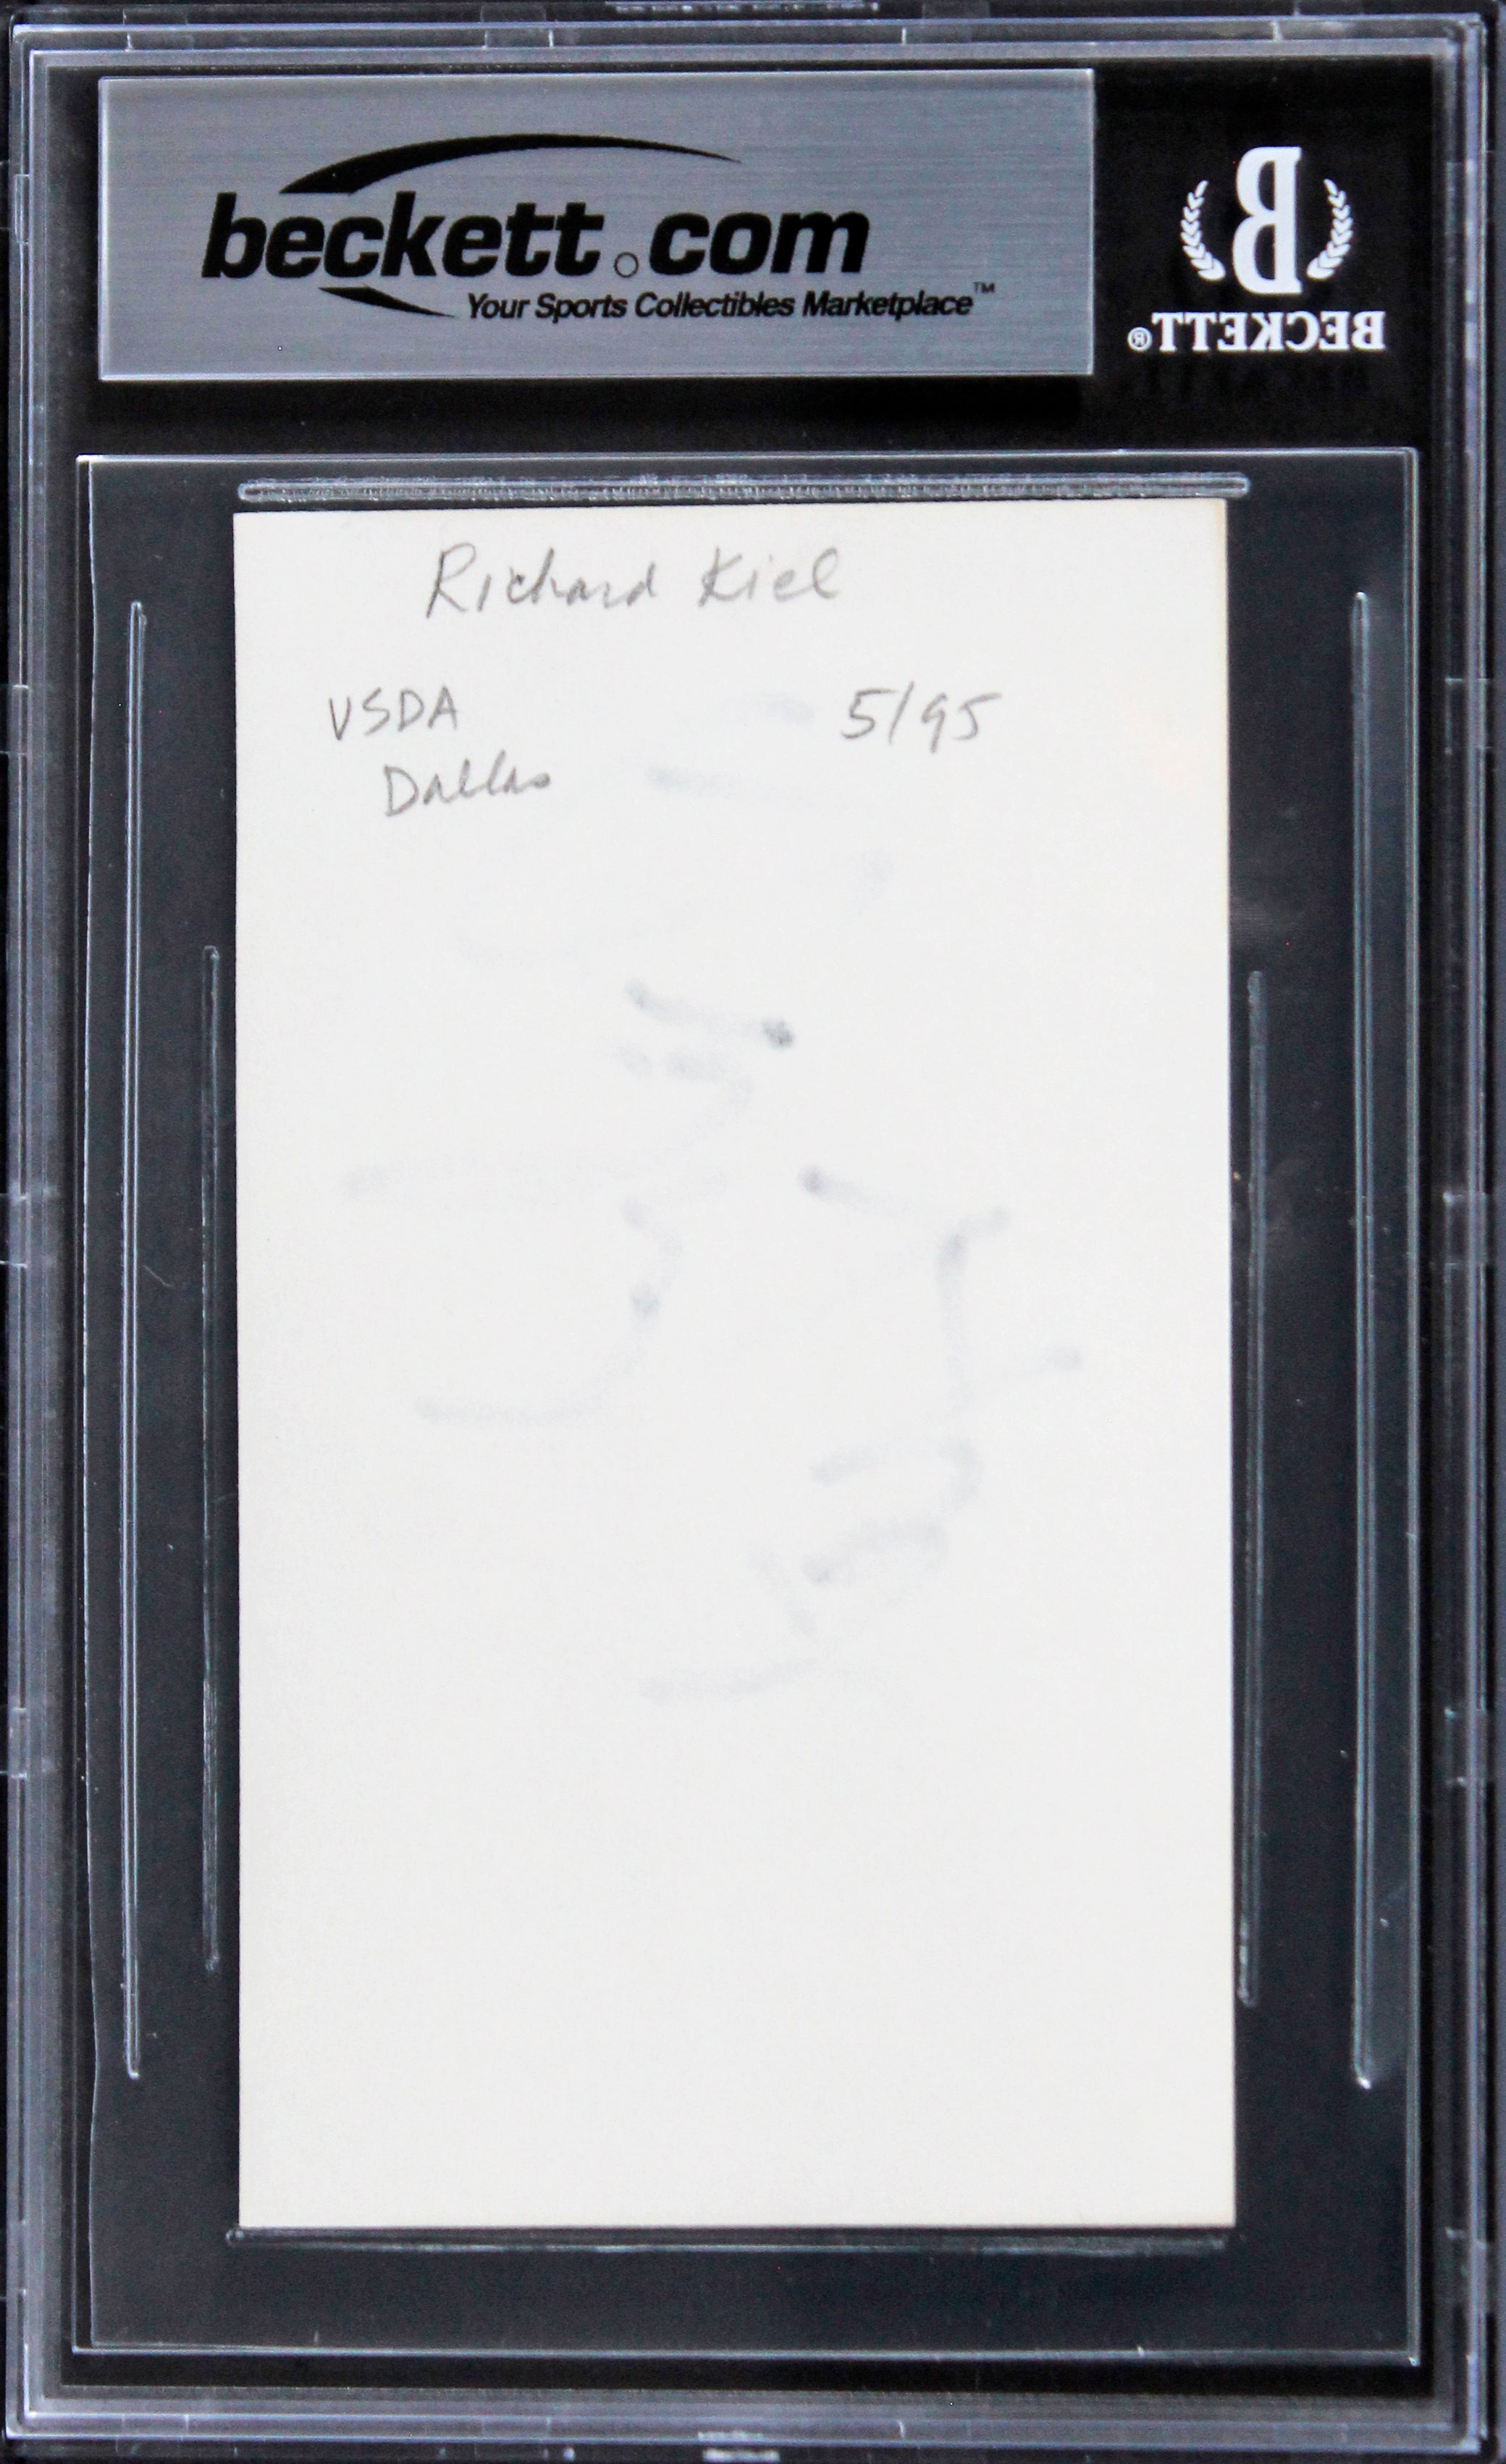 beckett.com
Your Sports Collectibles Marketplace™
BECKETT®
B
Richard Kiel
VSDA 5/95
Dallas